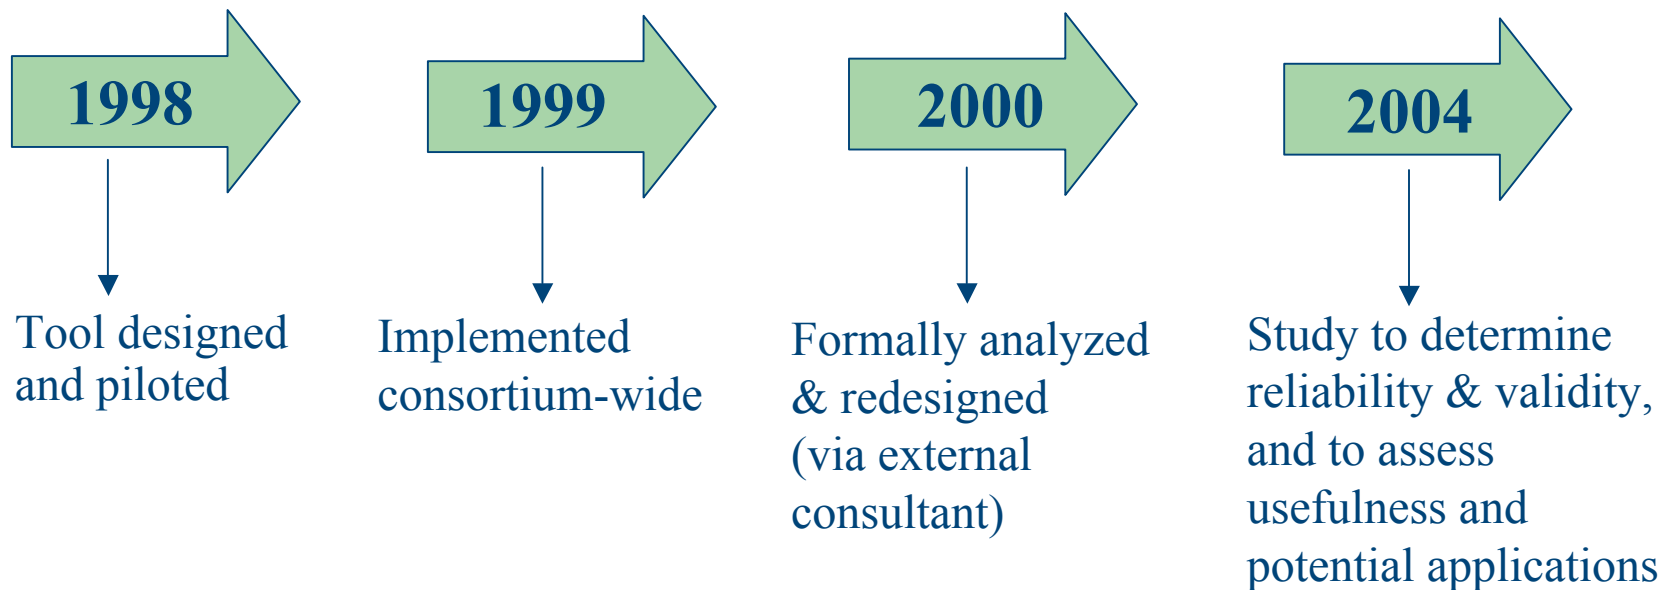 1998
Tool designed
and piloted
1999
Implemented
consortium-wide
2000
Formally analyzed
& redesigned
(via external
consultant)
2004
Study to determine
reliability & validity,
and to assess
usefulness and
potential applications